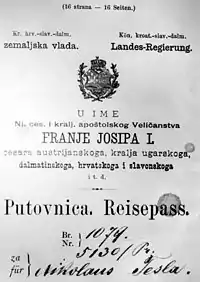 (16 strana — 16 Seiten.)
Kr. hrv.-slav.-dalm.
zemaljska vlada.
Kön. kroat.-slav.-dalm.
Landes-Regierung.
U IME
Nj. ces. i kralj. apoštolskog Veličanstva
FRANJE JOSIPA I.
cesara austrijanskoga, kralja ugarskoga,
dalmatinskoga, hrvatskoga i slavonskoga
i t. d.
Putovnica. Reisepass.
Br. 1079.
Nr. 5130/Pr.
za
für Nikolaus Tesla.